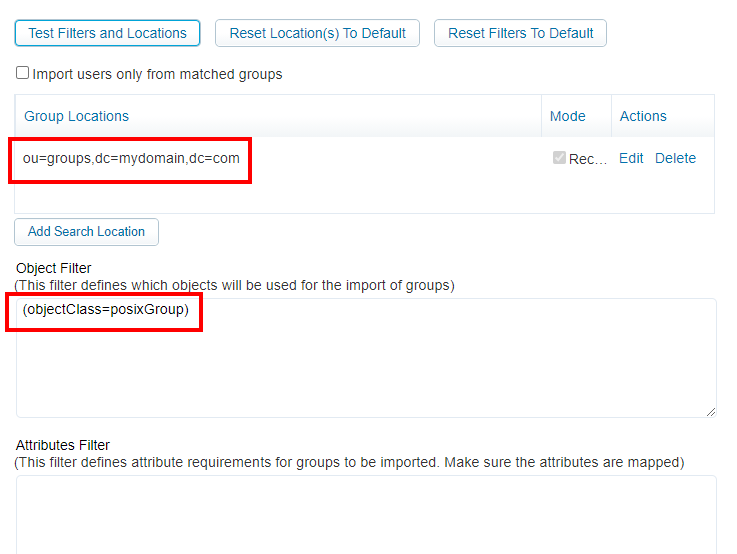 Test Filters and Locations Reset Location(s) To Default Reset Filters To Default
Import users only from matched groups
Group Locations Mode Actions
ou=groups,dc=mydomain,dc=com Rec... Edit Delete
Add Search Location
Object Filter
(This filter defines which objects will be used for the import of groups)
(objectClass=posixGroup)
Attributes Filter
(This filter defines attribute requirements for groups to be imported. Make sure the attributes are mapped)